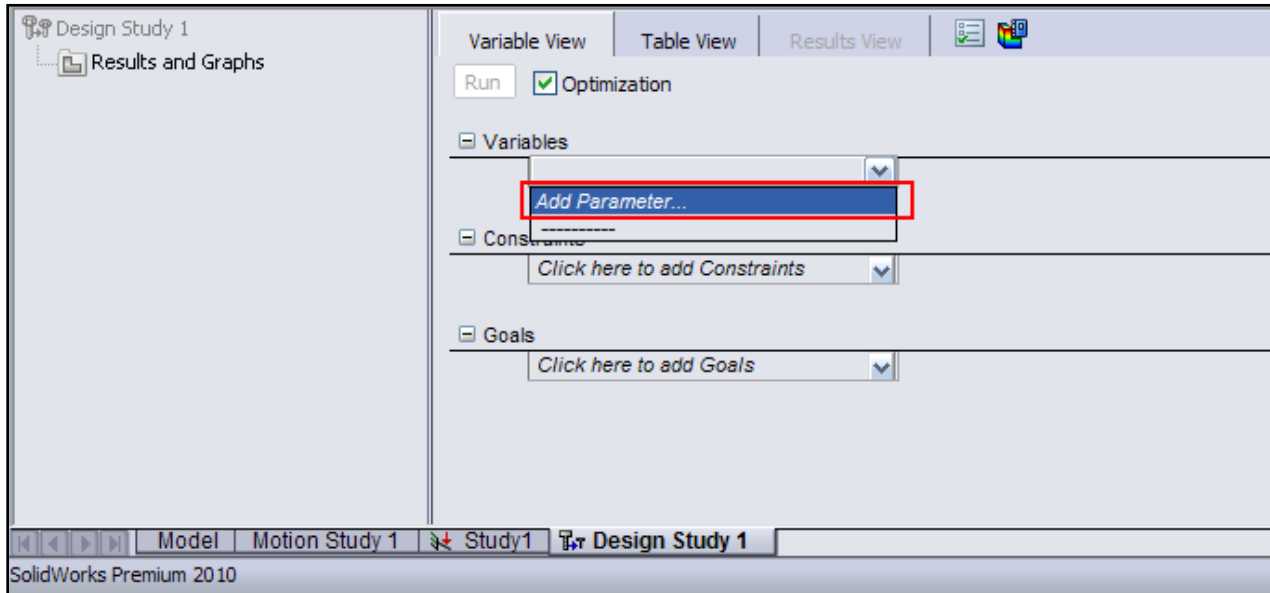 Design Study 1
Results and Graphs
Variable View Table View Results View
Run Optimization
Variables
Add Parameter...
----------
Constraints
Click here to add Constraints
Goals
Click here to add Goals
Model Motion Study 1 Study1 Design Study 1
SolidWorks Premium 2010